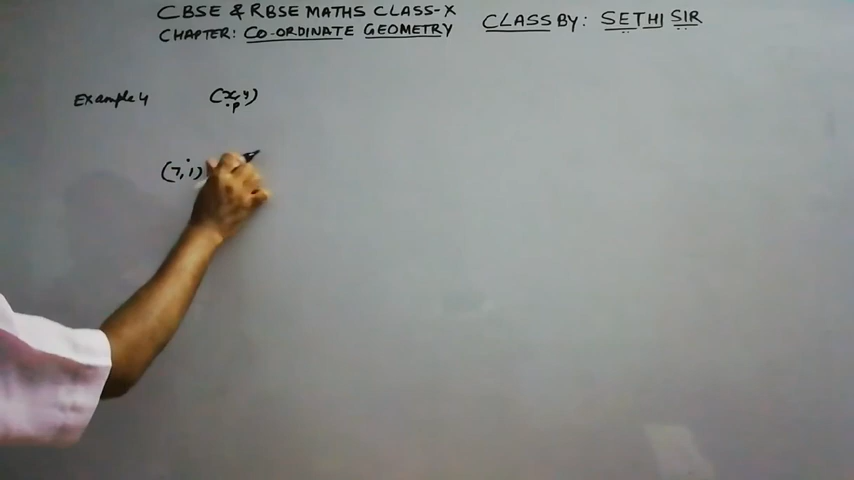 CBSE & RBSE MATHS CLASS-X
CHAPTER: CO-ORDINATE GEOMETRY
CLASS BY: SETHI SIR
Example 4
(x, y)
P
(7, 1)